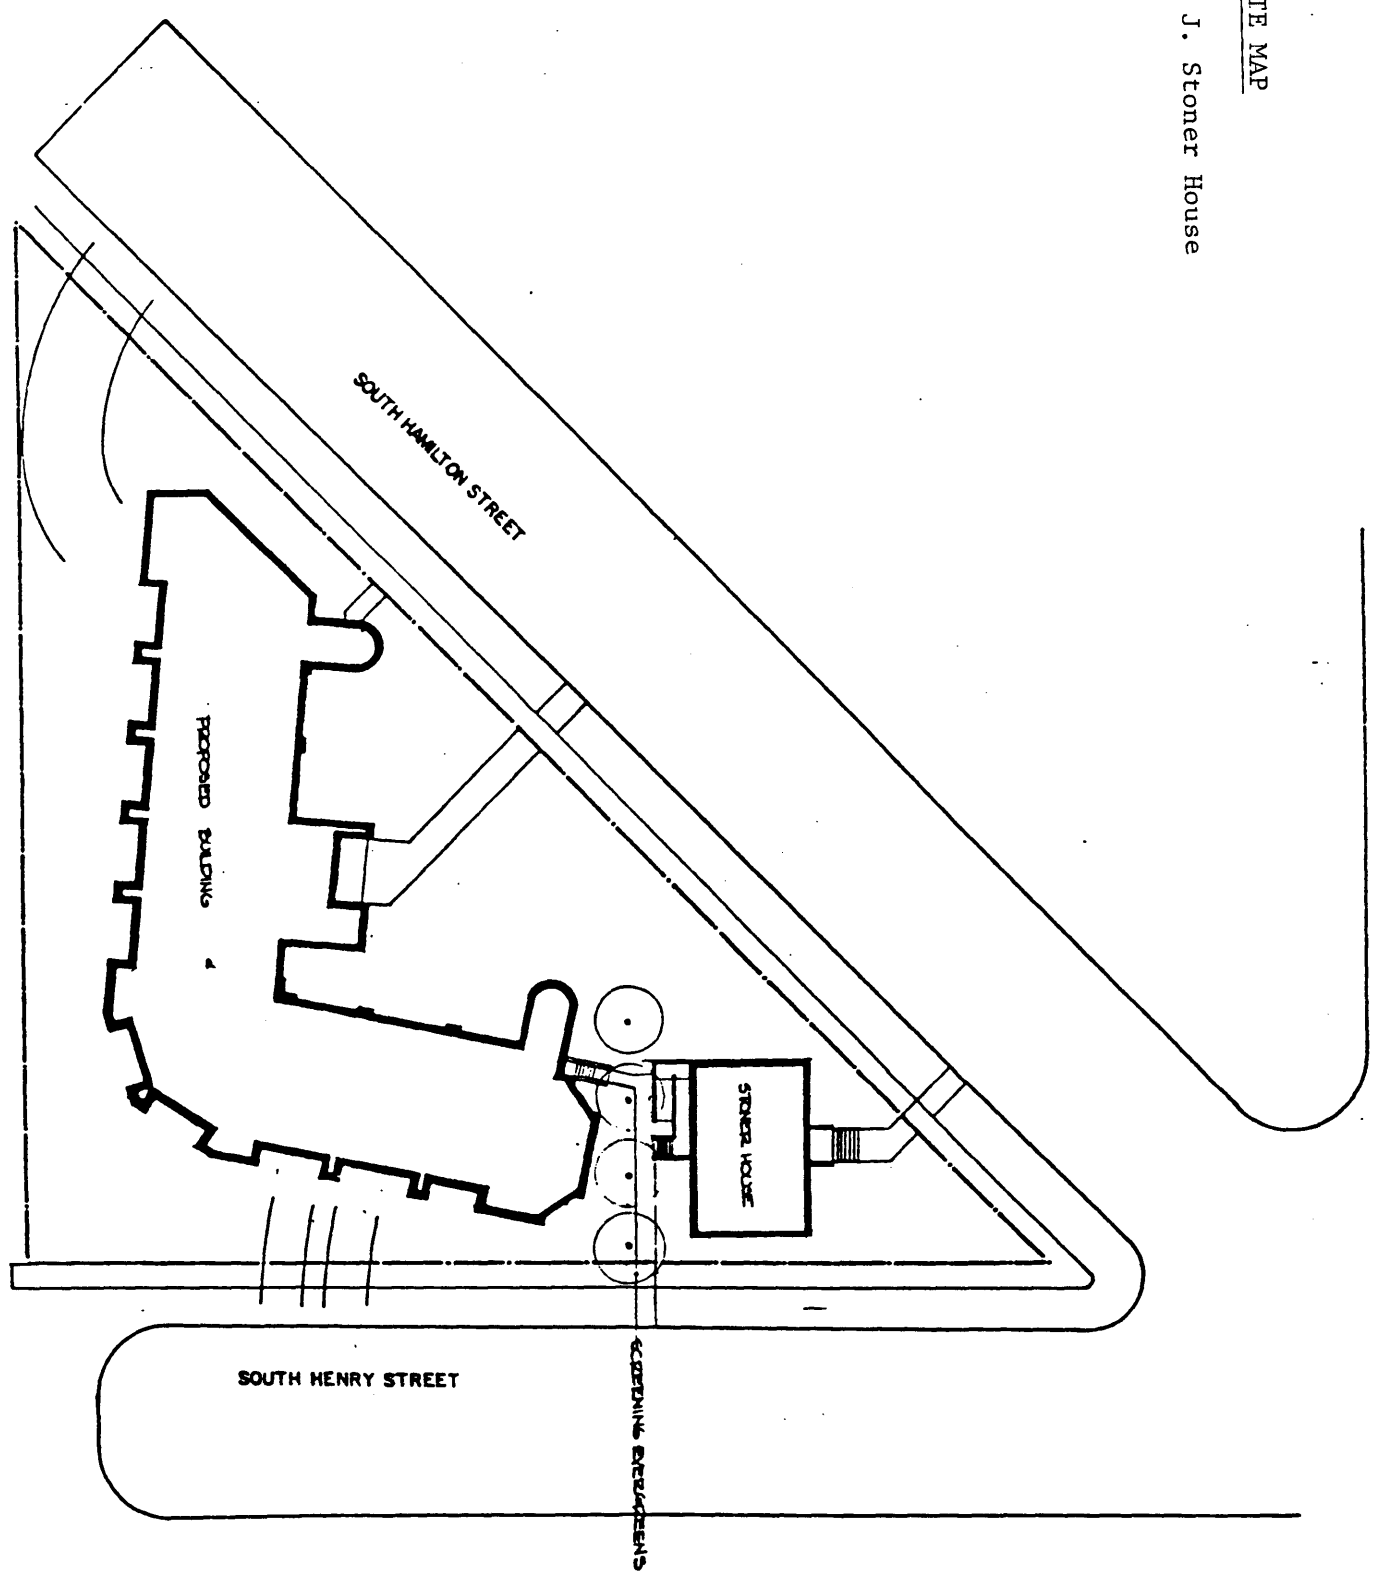 TE MAP
J. Stoner House
SOUTH HAMILTON STREET
PROPOSED BUILDING
STONER HOUSE
SOUTH HENRY STREET
SCREENING EVERGREENS